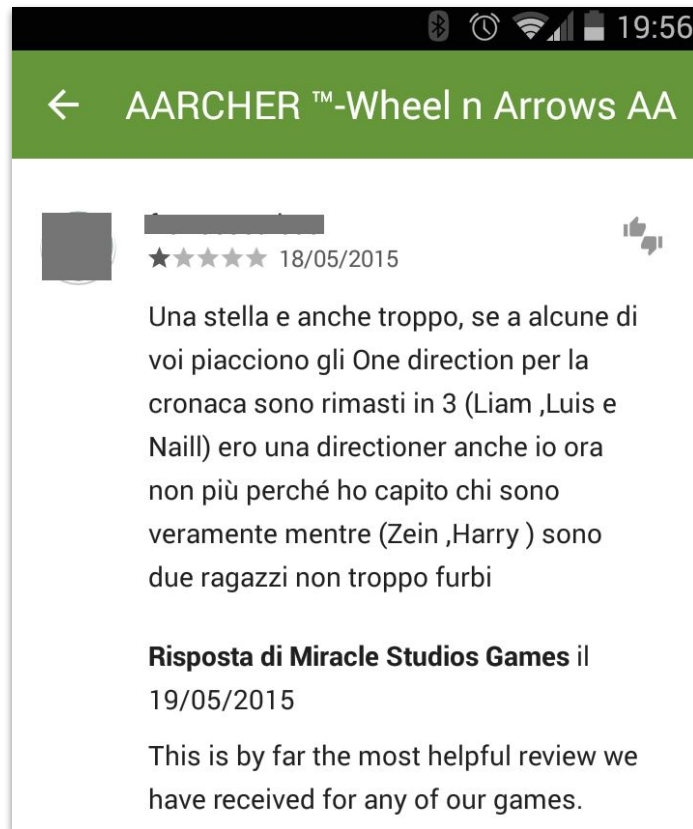 19:56
AARCHER ™-Wheel n Arrows AA
18/05/2015
Una stella e anche troppo, se a alcune di
voi piacciono gli One direction per la
cronaca sono rimasti in 3 (Liam ,Luis e
Naill) ero una directioner anche io ora
non più perché ho capito chi sono
veramente mentre (Zein ,Harry ) sono
due ragazzi non troppo furbi
Risposta di Miracle Studios Games il
19/05/2015
This is by far the most helpful review we
have received for any of our games.